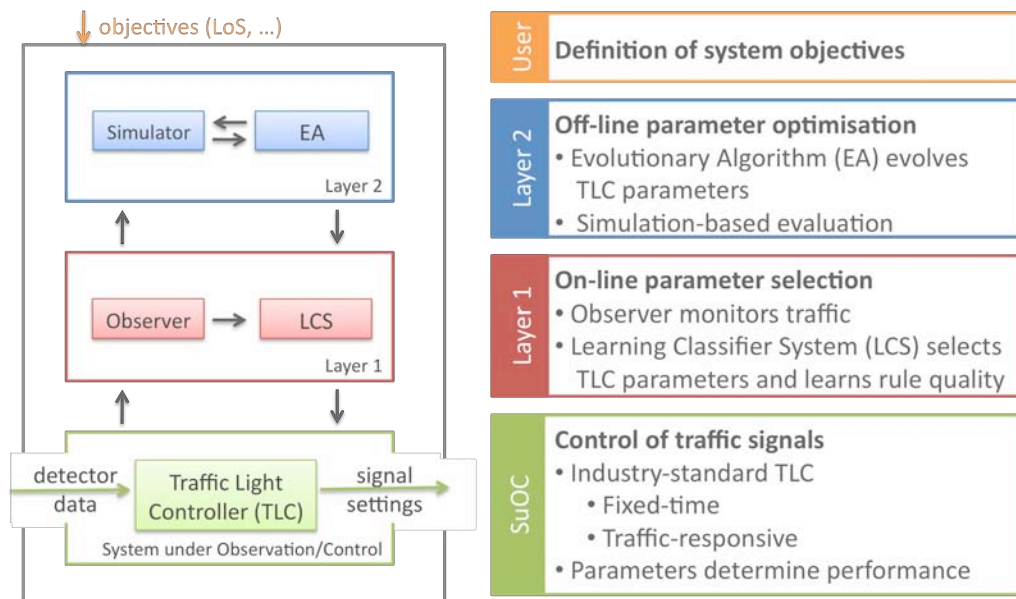 objectives (LoS, ...)
Simulator
EA
Layer 2
Observer
LCS
Layer 1
detector
data
Traffic Light
Controller (TLC)
signal
settings
System under Observation/Control
User
Definition of system objectives
Layer 2
Off-line parameter optimisation
• Evolutionary Algorithm (EA) evolves
TLC parameters
• Simulation-based evaluation
Layer 1
On-line parameter selection
• Observer monitors traffic
• Learning Classifier System (LCS) selects
TLC parameters and learns rule quality
SuOC
Control of traffic signals
• Industry-standard TLC
• Fixed-time
• Traffic-responsive
• Parameters determine performance